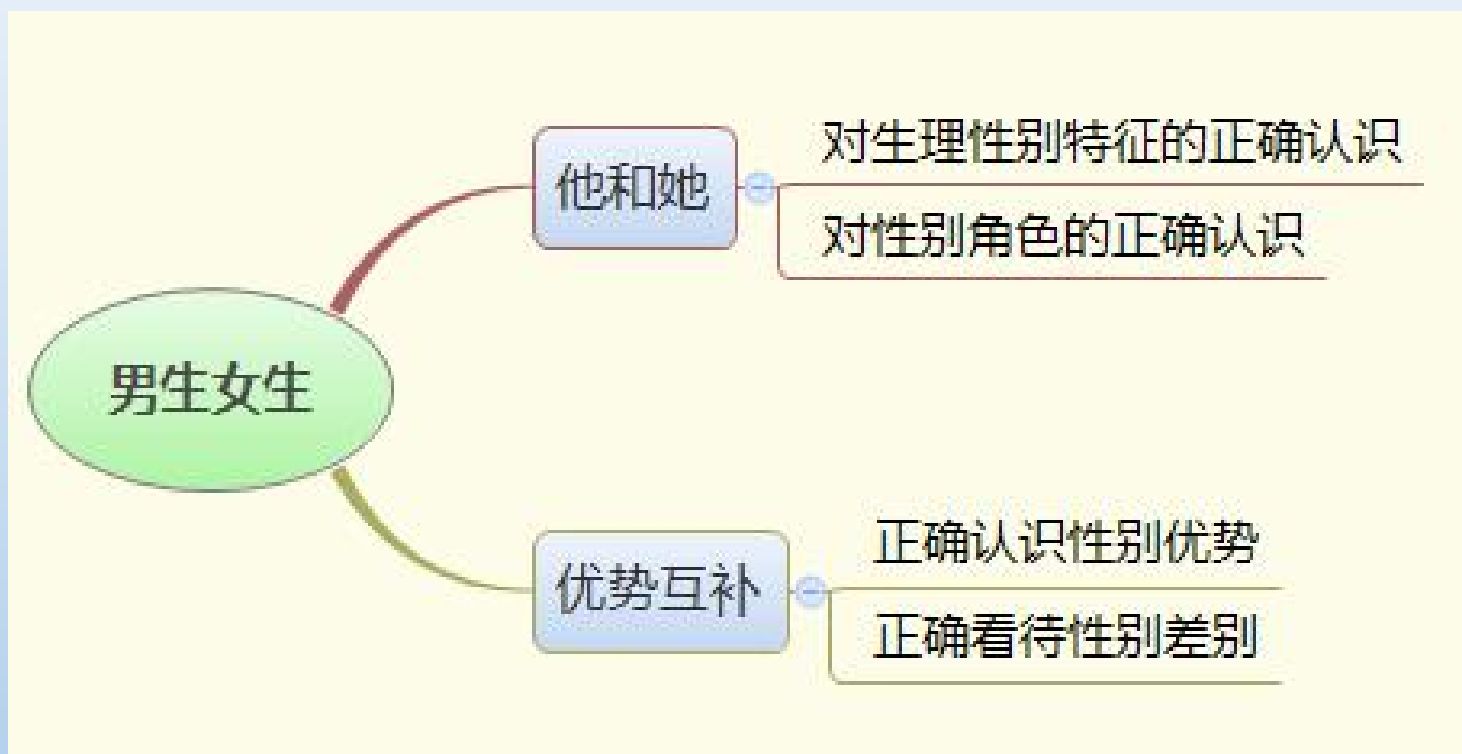 男生女生
他和她
对生理性别特征的正确认识
对性别角色的正确认识
优势互补
正确认识性别优势
正确看待性别差别